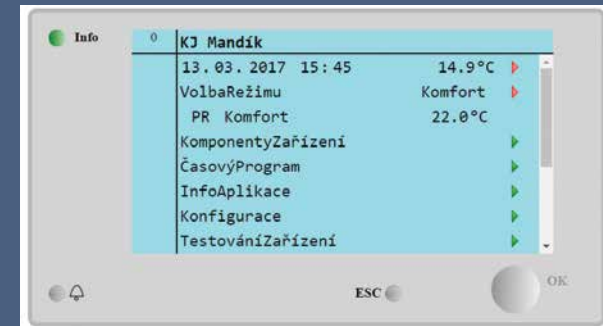 Info
0 KJ Mandík
13.03.2017 15:45 14.9°C
VolbaRežimu Komfort
PR Komfort 22.0°C
KomponentyZařízení
ČasovýProgram
InfoAplikace
Konfigurace
TestováníZařízení
ESC
OK